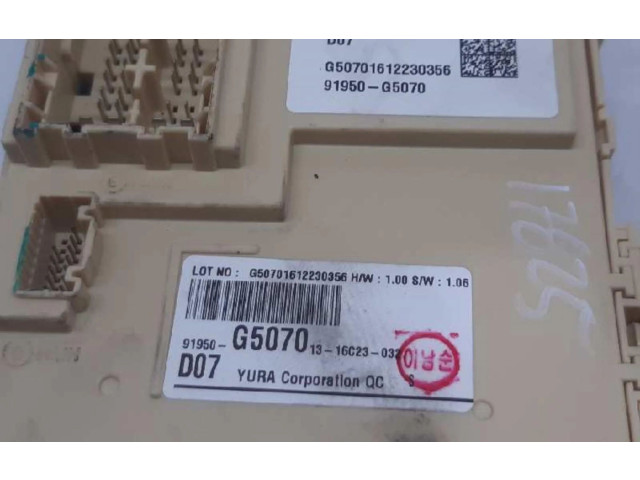 D07
G50701612230356
91950-G5070
LOT NO : G50701612230356 H/W : 1.00 S/W : 1.06
91950-G5070 13-16C23-032
D07 YURA Corporation QC S
이남순
17625